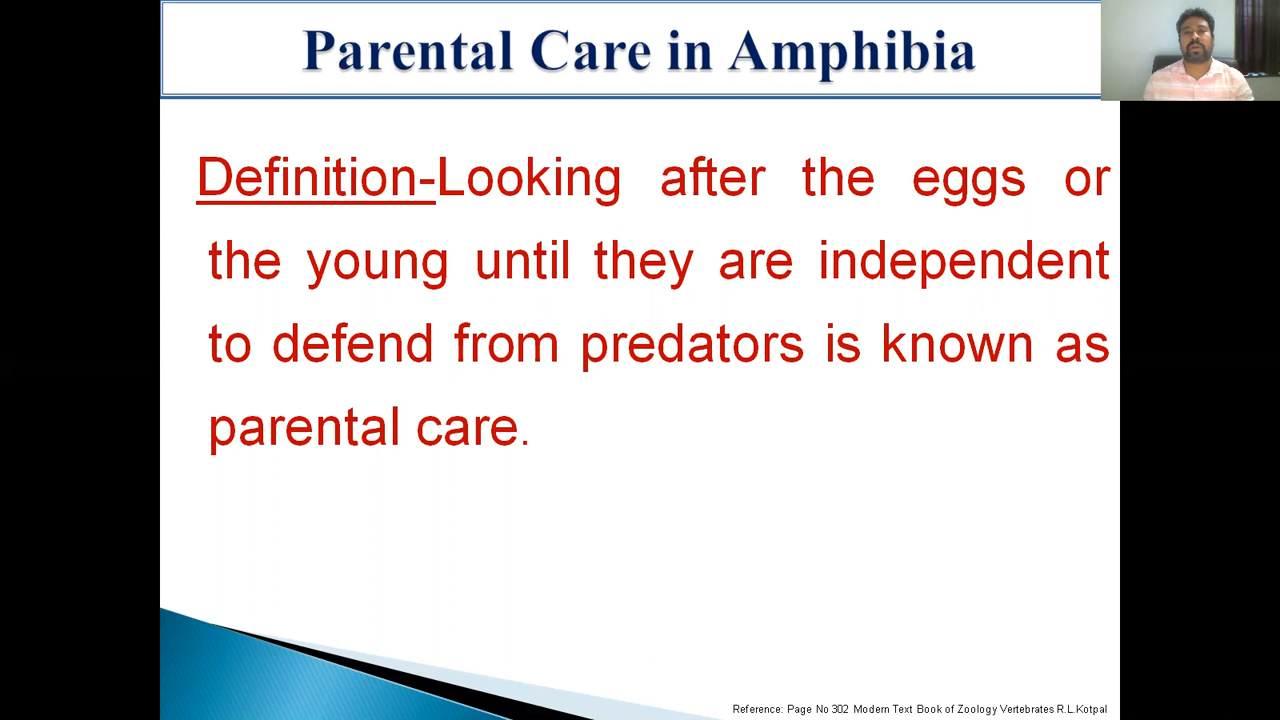 Parental Care in Amphibia
Definition-Looking after the eggs or
the young until they are independent
to defend from predators is known as
parental care.
Reference: Page No 302 Modern Text Book of Zoology Vertebrates R.L.Kotpal